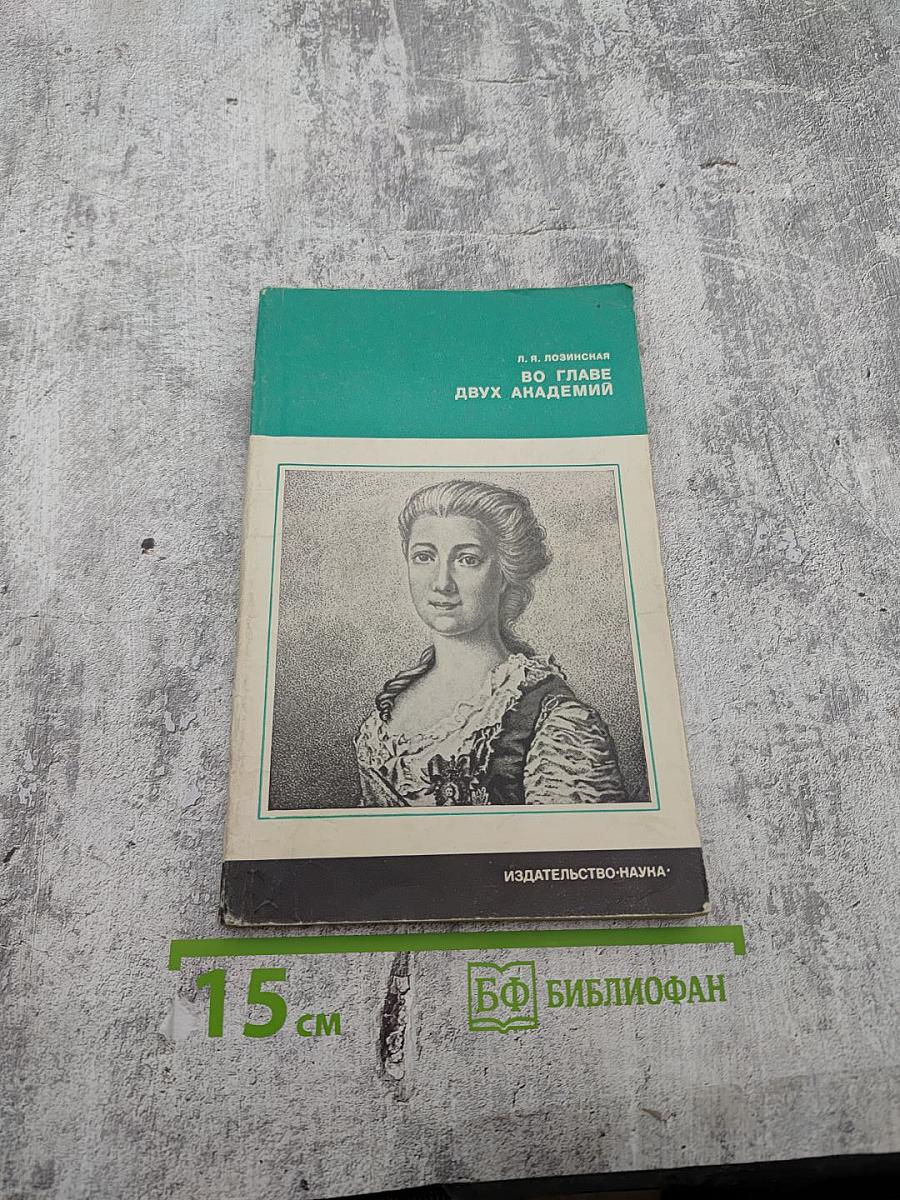 Л. Я. ЛОЗИНСКАЯ
ВО ГЛАВЕ
ДВУХ АКАДЕМИЙ
ИЗДАТЕЛЬСТВО·НАУКА·
15 см
БФ БИБЛИОФАН